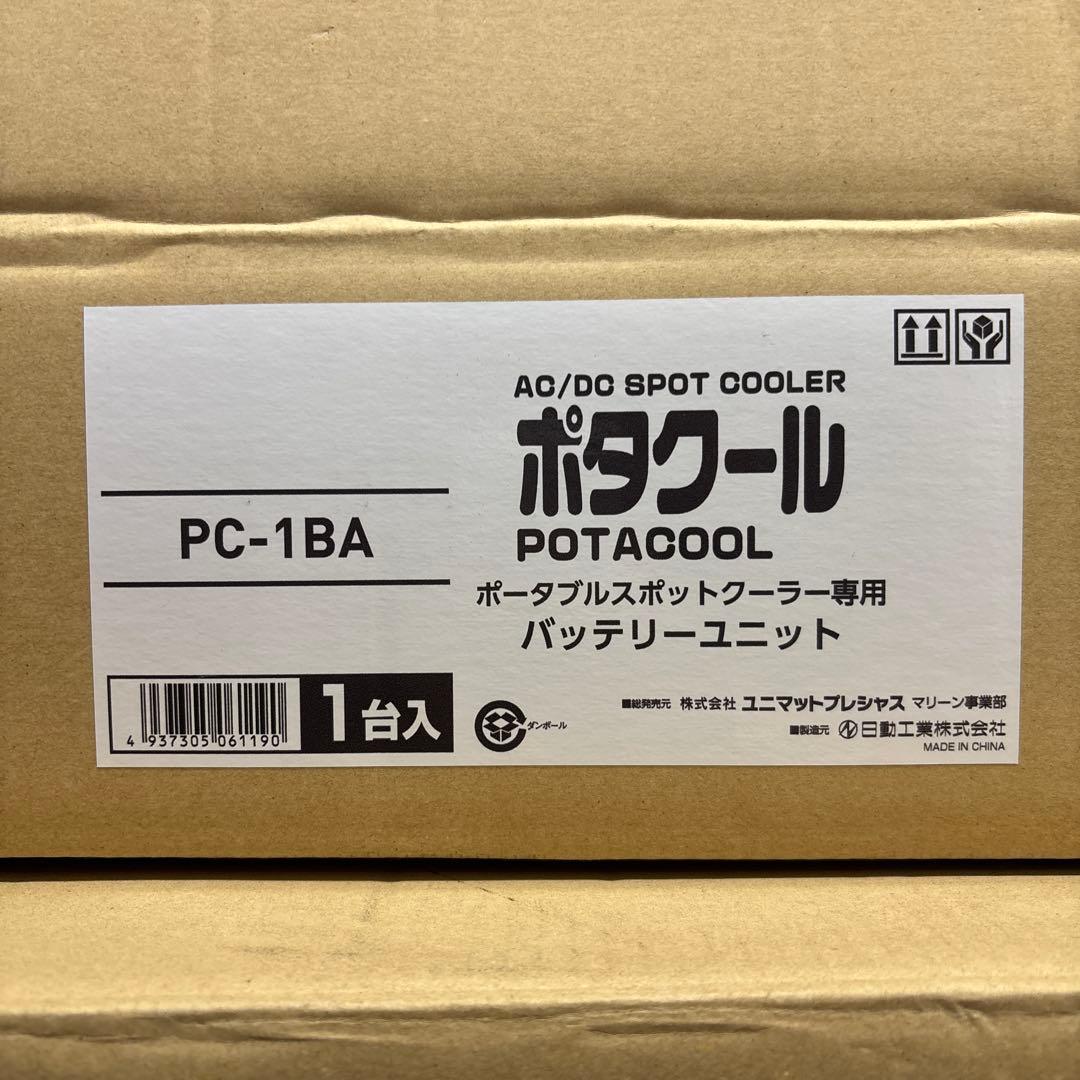 AC/DC SPOT COOLER
ポタクール
POTACOOL
PC-1BA
ポータブルスポットクーラー専用
バッテリーユニット
4 937305 061190
1台入
ダンボール
■総発売元 株式会社 ユニマットプレシャス マリーン事業部
■製造元 日動工業株式会社
MADE IN CHINA